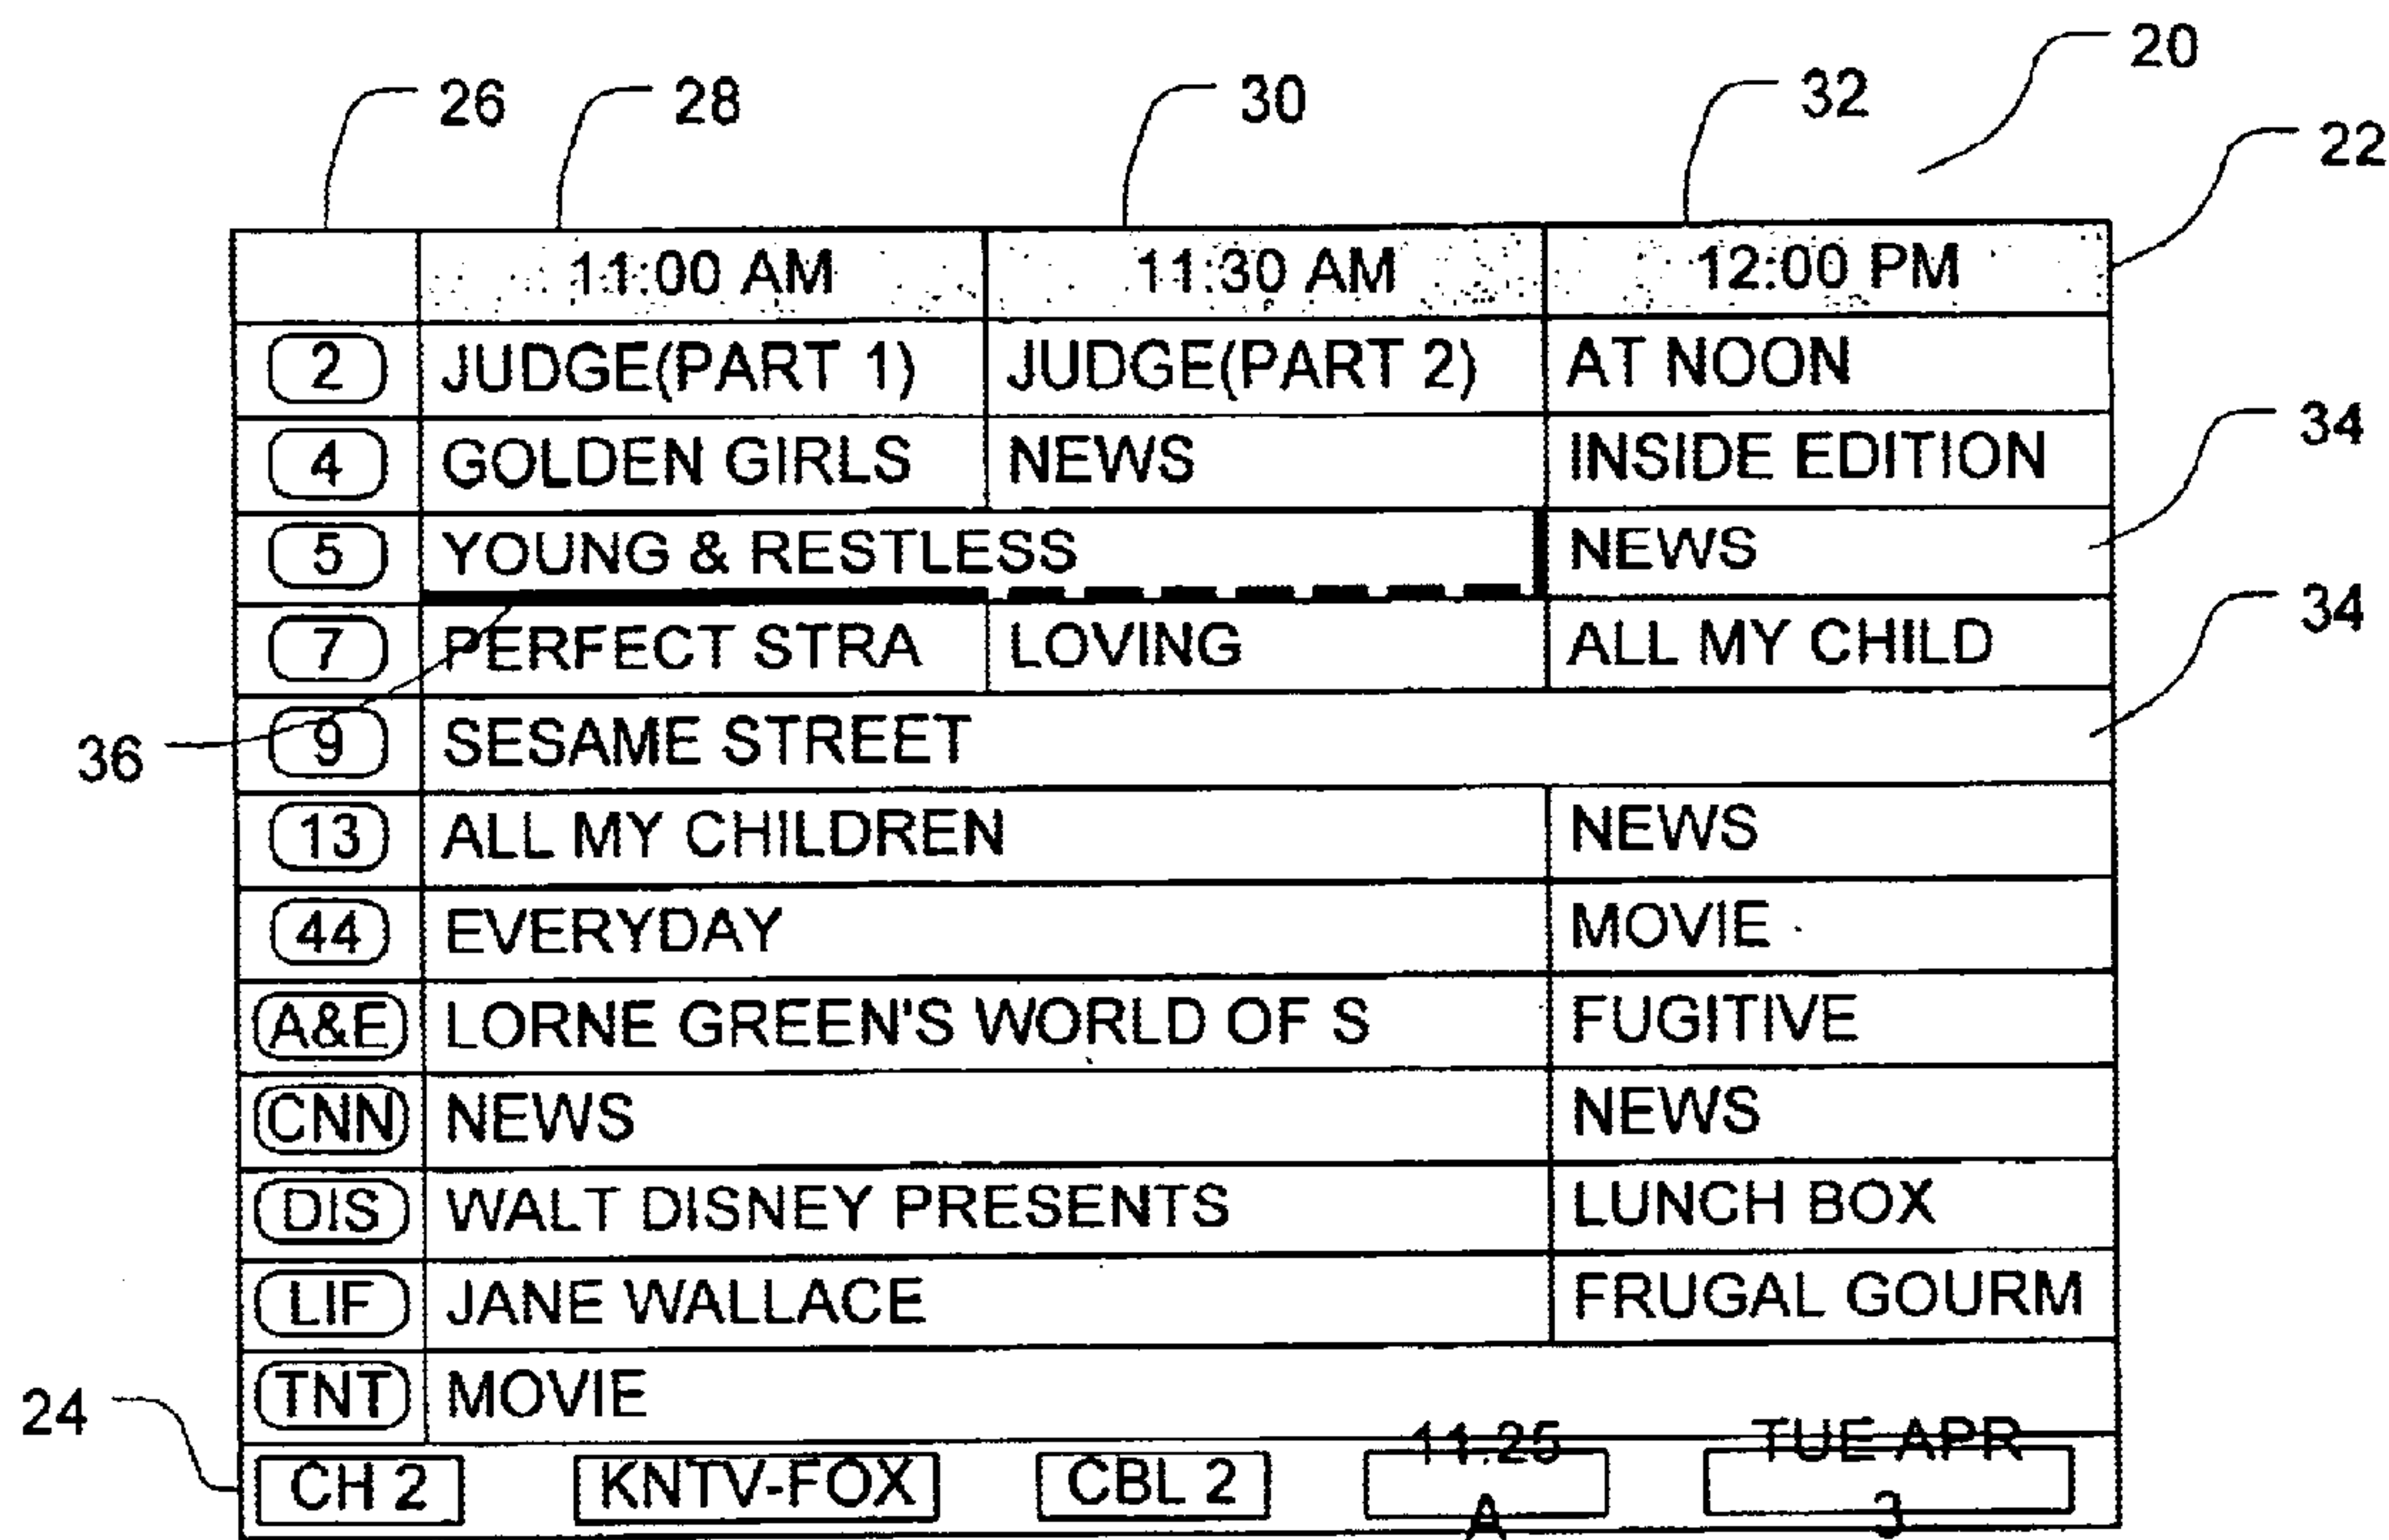 20
26 28 30 32
22
11:00 AM 11:30 AM 12:00 PM
2 JUDGE(PART 1) JUDGE(PART 2) AT NOON
4 GOLDEN GIRLS NEWS INSIDE EDITION
34
5 YOUNG & RESTLESS NEWS
34
7 PERFECT STRA LOVING ALL MY CHILD
36 9 SESAME STREET
13 ALL MY CHILDREN NEWS
44 EVERYDAY MOVIE
A&E LORNE GREEN'S WORLD OF S FUGITIVE
CNN NEWS NEWS
DIS WALT DISNEY PRESENTS LUNCH BOX
LIF JANE WALLACE FRUGAL GOURM
TNT MOVIE
24
11:25 TUE APR
CH 2 KNTV-FOX CBL 2
A 3